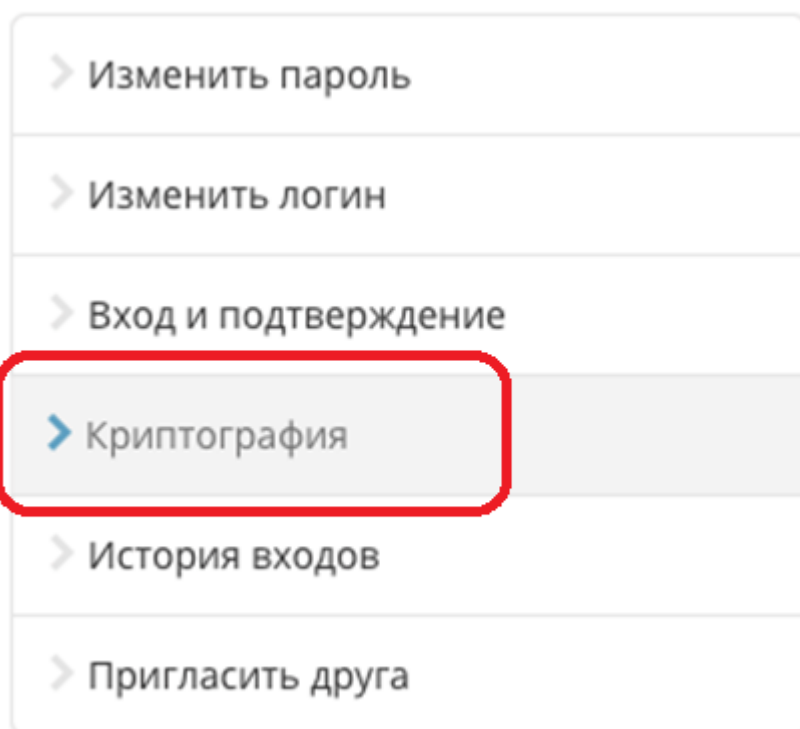 Изменить пароль
Изменить логин
Вход и подтверждение
Криптография
История входов
Пригласить друга